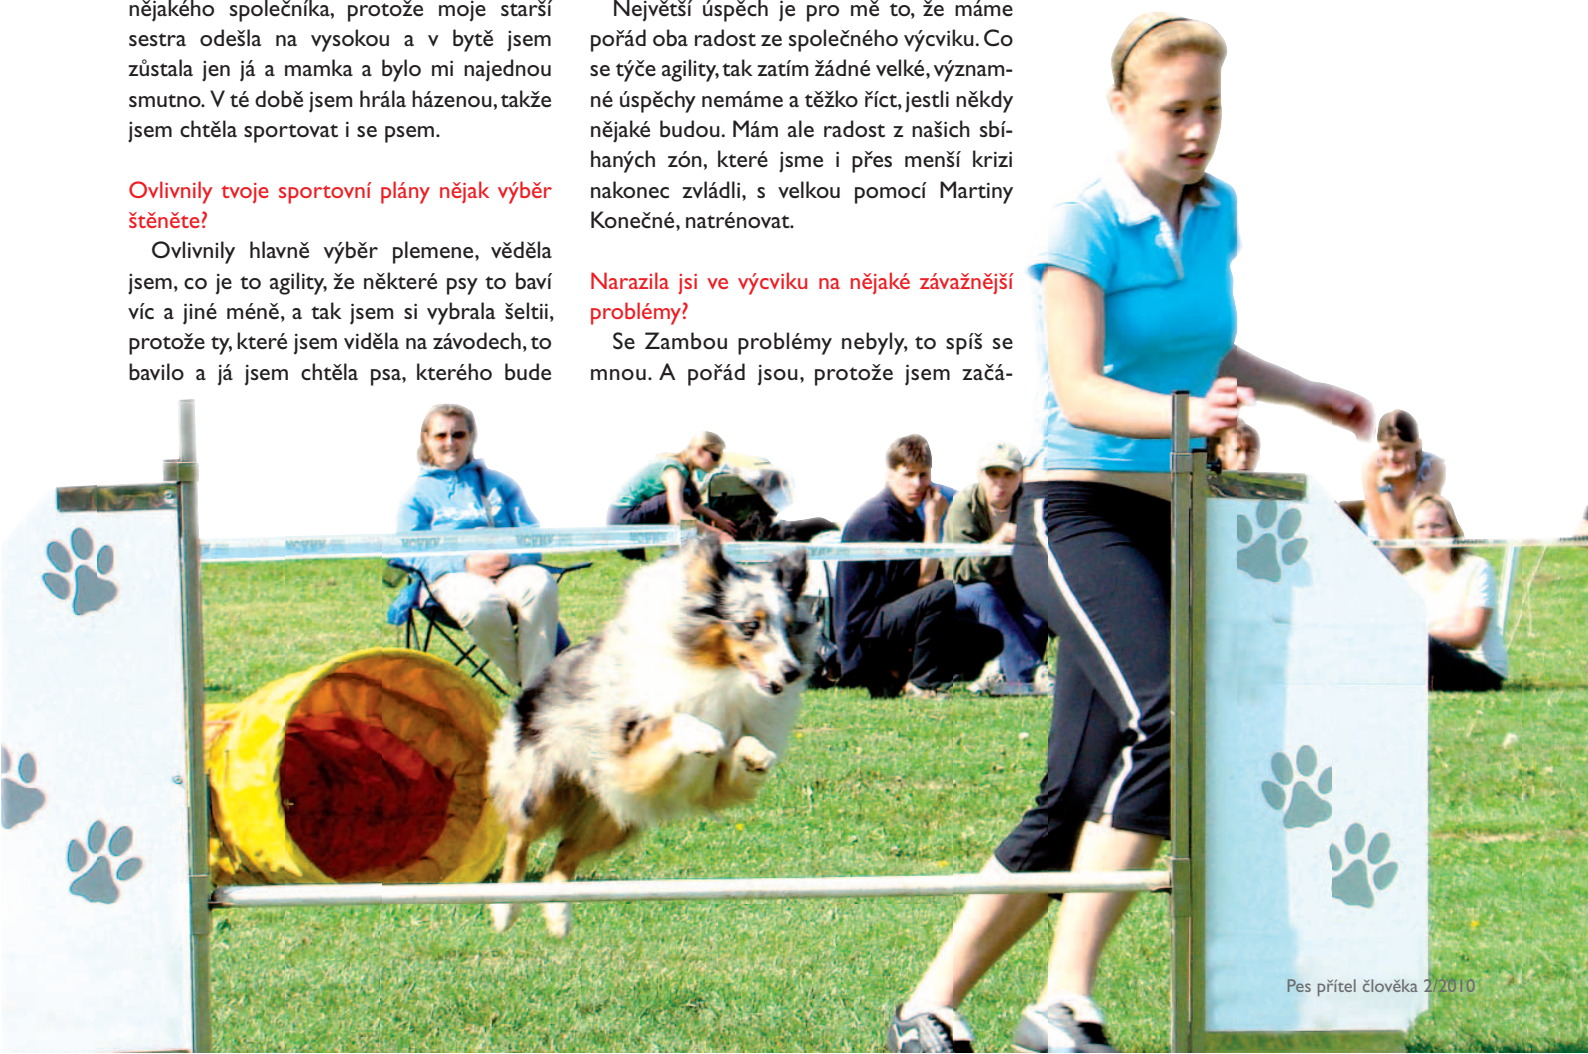 nějakého společníka, protože moje starší
sestra odešla na vysokou a v bytě jsem
zůstala jen já a mamka a bylo mi najednou
smutno. V té době jsem hrála házenou, takže
jsem chtěla sportovat i se psem.
Ovlivnily tvoje sportovní plány nějak výběr
štěněte?
Ovlivnily hlavně výběr plemene, věděla
jsem, co je to agility, že některé psy to baví
víc a jiné méně, a tak jsem si vybrala šeltii,
protože ty, které jsem viděla na závodech, to
bavilo a já jsem chtěla psa, kterého bude
Největší úspěch je pro mě to, že máme
pořád oba radost ze společného výcviku. Co
se týče agility, tak zatím žádné velké, význam-
né úspěchy nemáme a těžko říct, jestli někdy
nějaké budou. Mám ale radost z našich sbí-
haných zón, které jsme i přes menší krizi
nakonec zvládli, s velkou pomocí Martiny
Konečné, natrénovat.
Narazila jsi ve výcviku na nějaké závažnější
problémy?
Se Zambou problémy nebyly, to spíš se
mnou. A pořád jsou, protože jsem začá-
Pes přítel člověka 2/2010